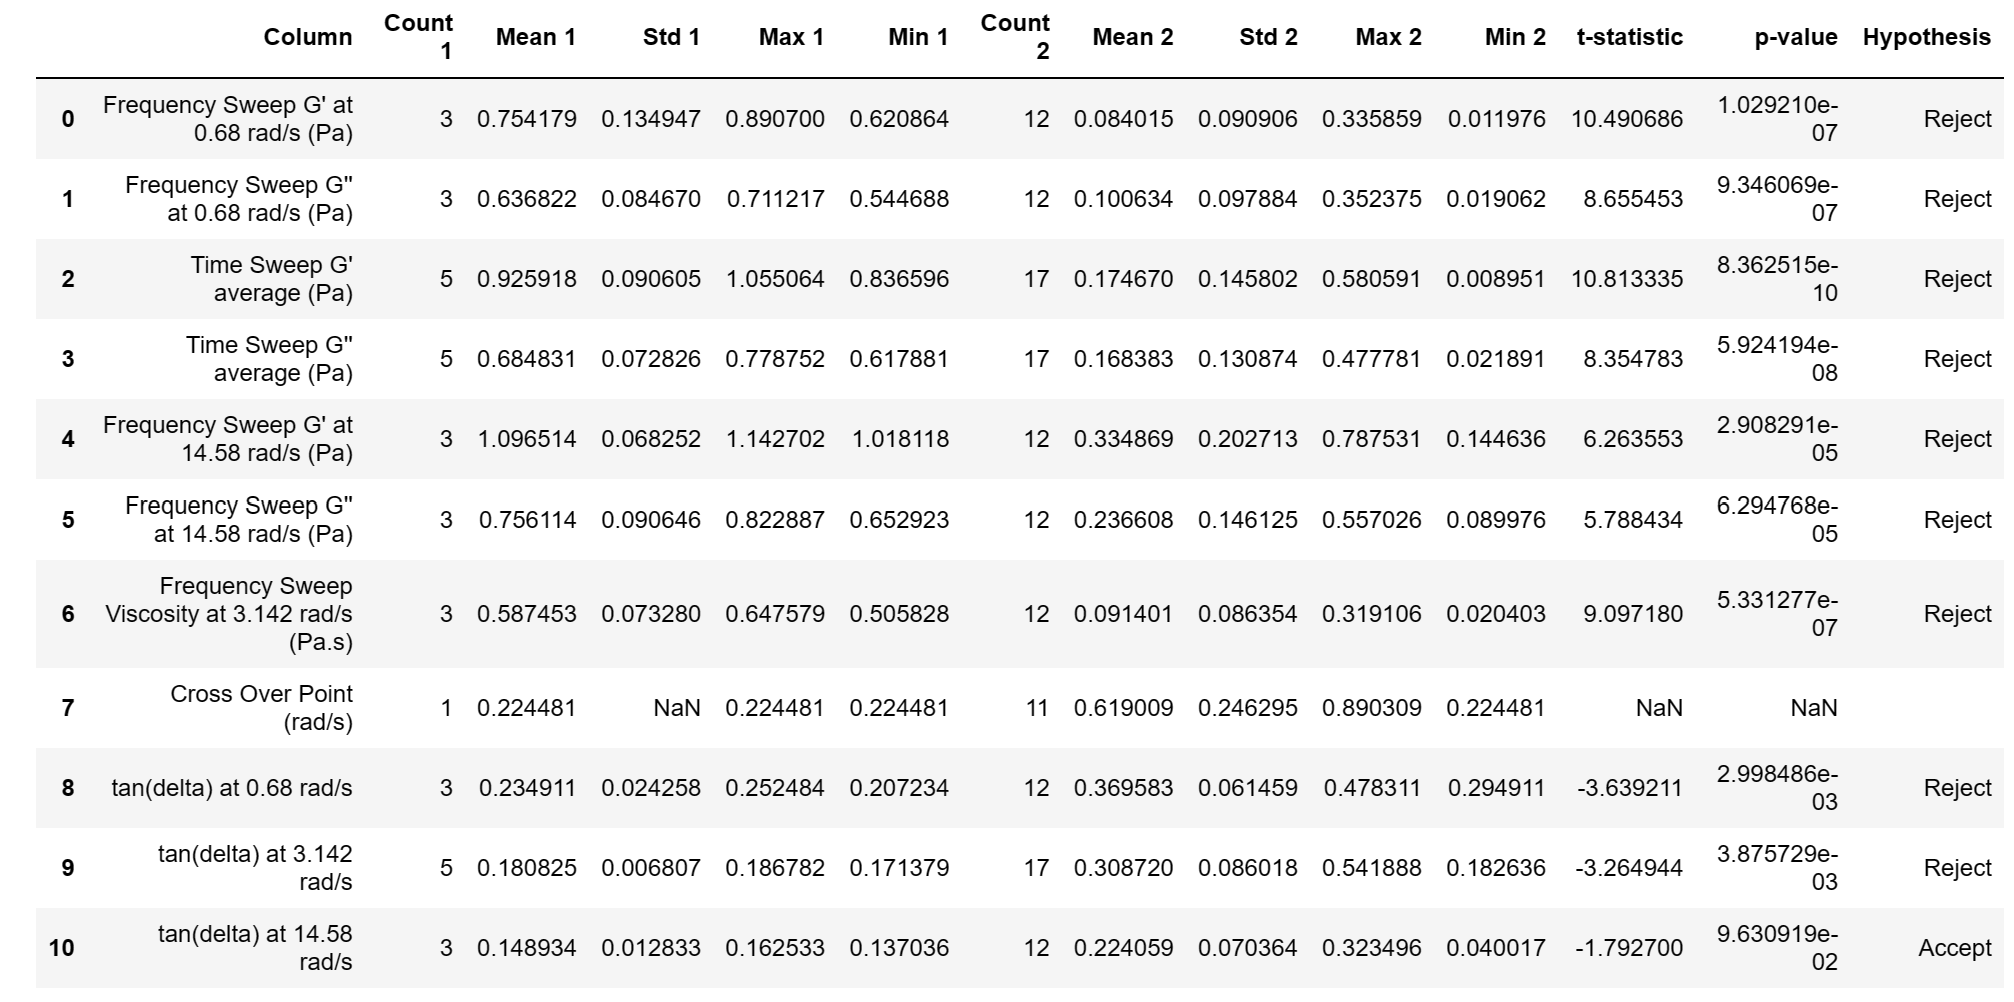 Column Count 1 Mean 1 Std 1 Max 1 Min 1 Count 2 Mean 2 Std 2 Max 2 Min 2 t-statistic p-value Hypothesis
0 Frequency Sweep G' at 0.68 rad/s (Pa) 3 0.754179 0.134947 0.890700 0.620864 12 0.084015 0.090906 0.335859 0.011976 10.490686 1.029210e-07 Reject
1 Frequency Sweep G" at 0.68 rad/s (Pa) 3 0.636822 0.084670 0.711217 0.544688 12 0.100634 0.097884 0.352375 0.019062 8.655453 9.346069e-07 Reject
2 Time Sweep G' average (Pa) 5 0.925918 0.090605 1.055064 0.836596 17 0.174670 0.145802 0.580591 0.008951 10.813335 8.362515e-10 Reject
3 Time Sweep G" average (Pa) 5 0.684831 0.072826 0.778752 0.617881 17 0.168383 0.130874 0.477781 0.021891 8.354783 5.924194e-08 Reject
4 Frequency Sweep G' at 14.58 rad/s (Pa) 3 1.096514 0.068252 1.142702 1.018118 12 0.334869 0.202713 0.787531 0.144636 6.263553 2.908291e-05 Reject
5 Frequency Sweep G" at 14.58 rad/s (Pa) 3 0.756114 0.090646 0.822887 0.652923 12 0.236608 0.146125 0.557026 0.089976 5.788434 6.294768e-05 Reject
6 Frequency Sweep Viscosity at 3.142 rad/s (Pa.s) 3 0.587453 0.073280 0.647579 0.505828 12 0.091401 0.086354 0.319106 0.020403 9.097180 5.331277e-07 Reject
7 Cross Over Point (rad/s) 1 0.224481 NaN 0.224481 0.224481 11 0.619009 0.246295 0.890309 0.224481 NaN NaN
8 tan(delta) at 0.68 rad/s 3 0.234911 0.024258 0.252484 0.207234 12 0.369583 0.061459 0.478311 0.294911 -3.639211 2.998486e-03 Reject
9 tan(delta) at 3.142 rad/s 5 0.180825 0.006807 0.186782 0.171379 17 0.308720 0.086018 0.541888 0.182636 -3.264944 3.875729e-03 Reject
10 tan(delta) at 14.58 rad/s 3 0.148934 0.012833 0.162533 0.137036 12 0.224059 0.070364 0.323496 0.040017 -1.792700 9.630919e-02 Accept